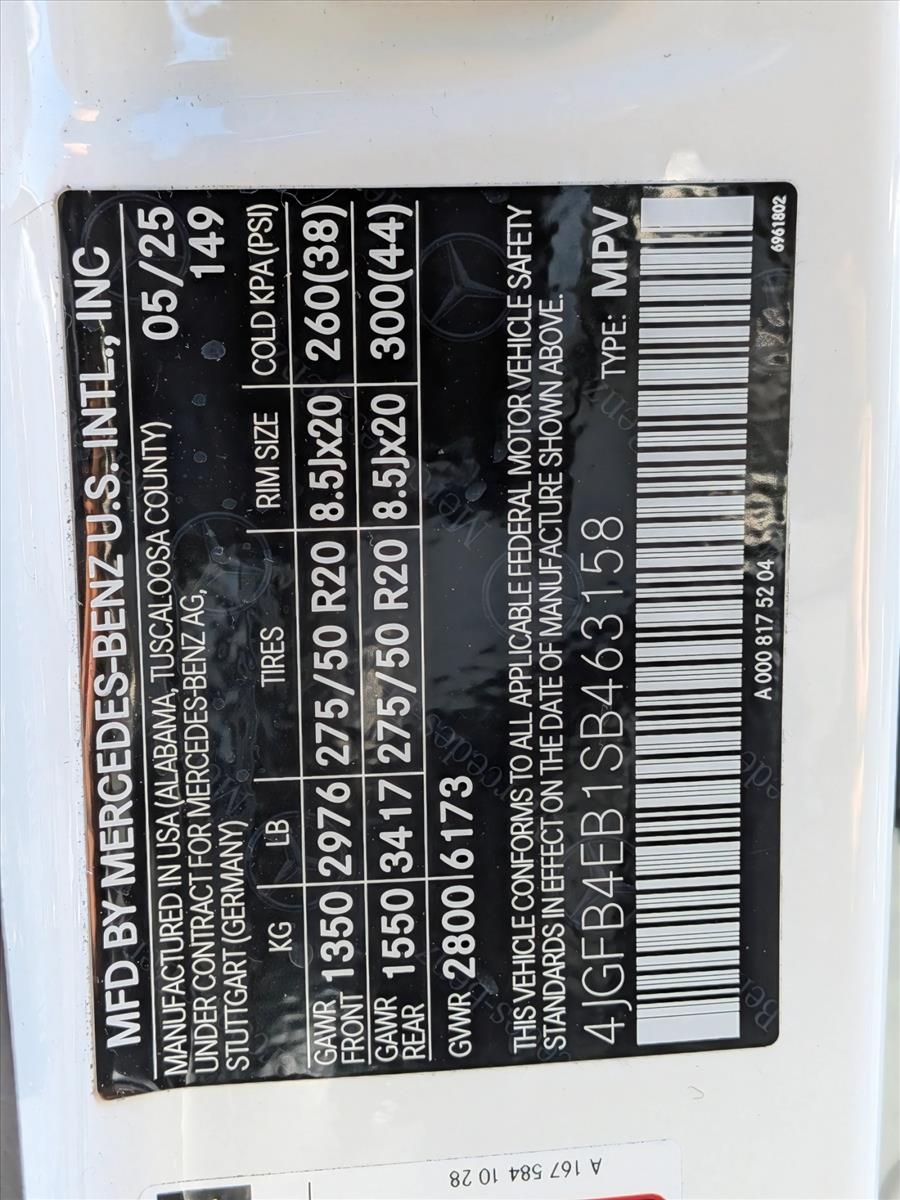 MFD BY MERCEDES-BENZ U.S. INTL., INC
MANUFACTURED IN USA (ALABAMA, TUSCALOOSA COUNTY) 05/25
UNDER CONTRACT FOR MERCEDES-BENZ AG, 149
STUTTGART (GERMANY)
KG LB TIRES RIM SIZE COLD KPA (PSI)
GAWR FRONT 1350 2976 275/50 R20 8.5Jx20 260(38)
GAWR REAR 1550 3417 275/50 R20 8.5Jx20 300(44)
GVWR 2800 6173
THIS VEHICLE CONFORMS TO ALL APPLICABLE FEDERAL MOTOR VEHICLE SAFETY
STANDARDS IN EFFECT ON THE DATE OF MANUFACTURE SHOWN ABOVE.
4JGFB4EB1SB463158 TYPE: MPV
A 000 817 52 04 6961802
A 167 584 10 28